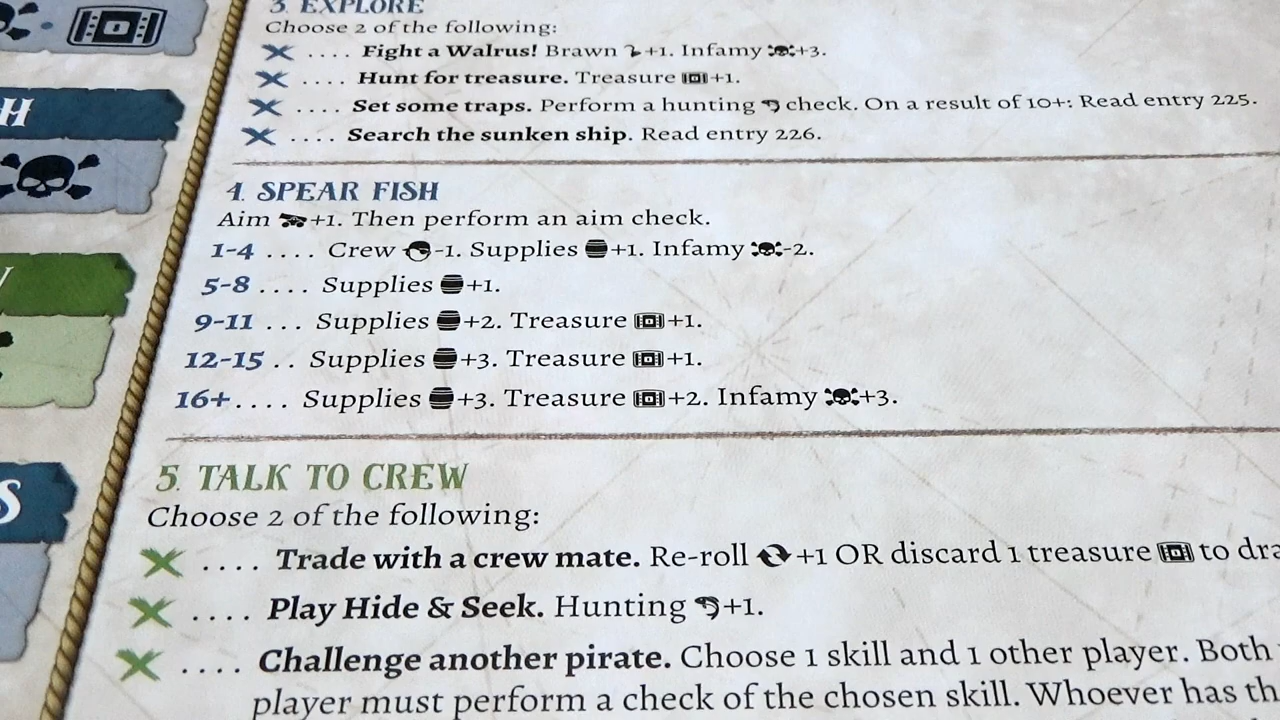 3. EXPLORE
Choose 2 of the following:
.... Fight a Walrus! Brawn +1. Infamy +3.
.... Hunt for treasure. Treasure +1.
.... Set some traps. Perform a hunting check. On a result of 10+: Read entry 225.
.... Search the sunken ship. Read entry 226.
H
4. SPEAR FISH
Aim +1. Then perform an aim check.
1-4 .... Crew -1. Supplies +1. Infamy -2.
5-8 .... Supplies +1.
9-11 ... Supplies +2. Treasure +1.
12-15 .. Supplies +3. Treasure +1.
16+.... Supplies +3. Treasure +2. Infamy +3.
S
5. TALK TO CREW
Choose 2 of the following:
.... Trade with a crew mate. Re-roll +1 OR discard 1 treasure to
.... Play Hide & Seek. Hunting +1.
.... Challenge another pirate. Choose 1 skill and 1 other player. Both
player must perform a check of the chosen skill. Whoever has